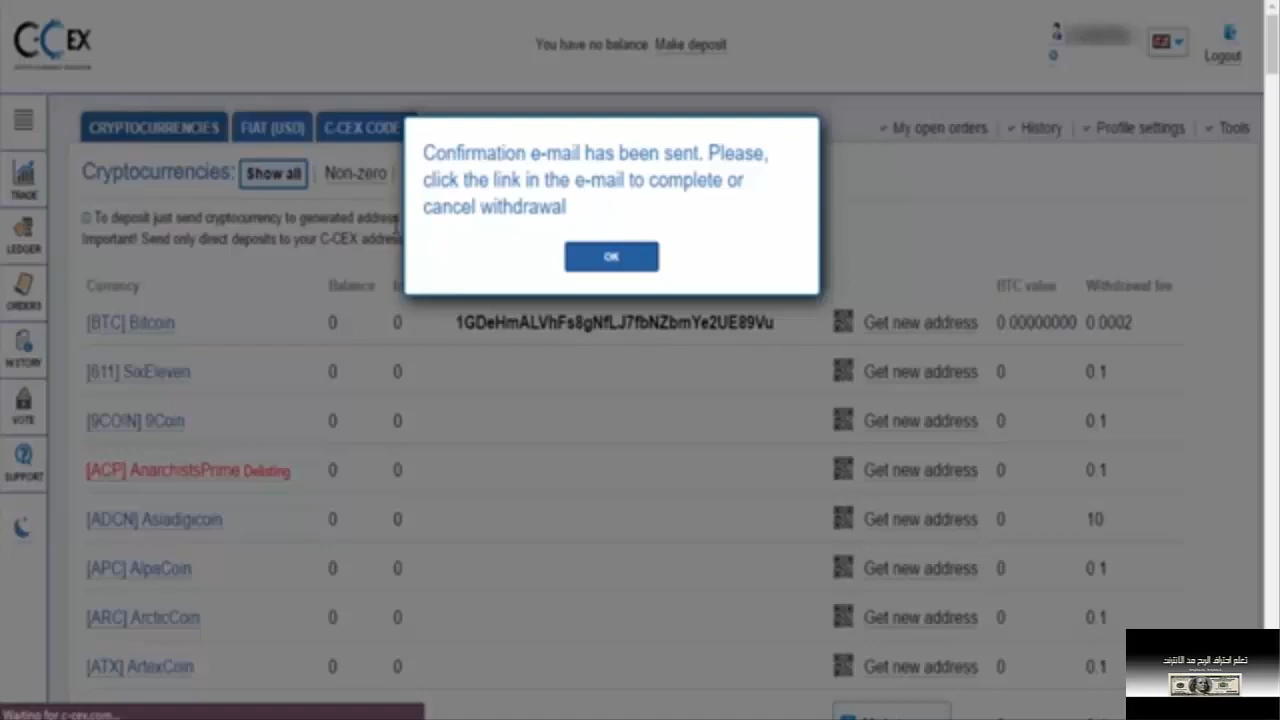 C-CEX
You have no balance Make deposit
Logout
CRYPTOCURRENCIES
FIAT (USD)
C-CEX CODE
My open orders
History
Profile settings
Tools
Confirmation e-mail has been sent. Please,
click the link in the e-mail to complete or
cancel withdrawal
OK
Cryptocurrencies: Show all Non-zero
To deposit just send cryptocurrency to generated address
Important! Send only direct deposits to your C-CEX address
TRADE
LEDGER
ORDERS
HISTORY
VOTE
SUPPORT
Currency Balance BTC value Withdrawal fee
[BTC] Bitcoin 0 0 1GDeHmALVhFs8gNfLJ7fbNZbmYe2UE89Vu Get new address 0.00000000 0.0002
[611] SixEleven 0 0 Get new address 0 0.1
[9COIN] 9Coin 0 0 Get new address 0 0.1
[ACP] AnarchistsPrime Delisting 0 0 Get new address 0 0.1
[ADCN] Asiadigicoin 0 0 Get new address 0 10
[APC] AlpaCoin 0 0 Get new address 0 0.1
[ARC] ArcticCoin 0 0 Get new address 0 0.1
[ATX] ArtexCoin 0 0 Get new address 0 0.1
Waiting for c-cex.com...
تعلم احتراف الربح من الانترنت